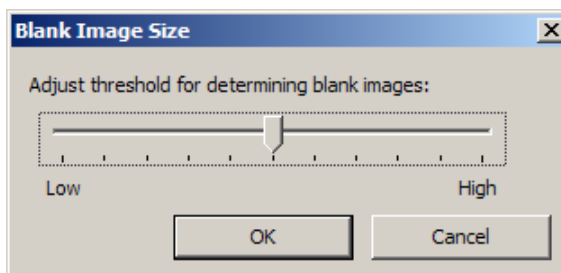 Blank Image Size
Adjust threshold for determining blank images:
Low High
OK Cancel